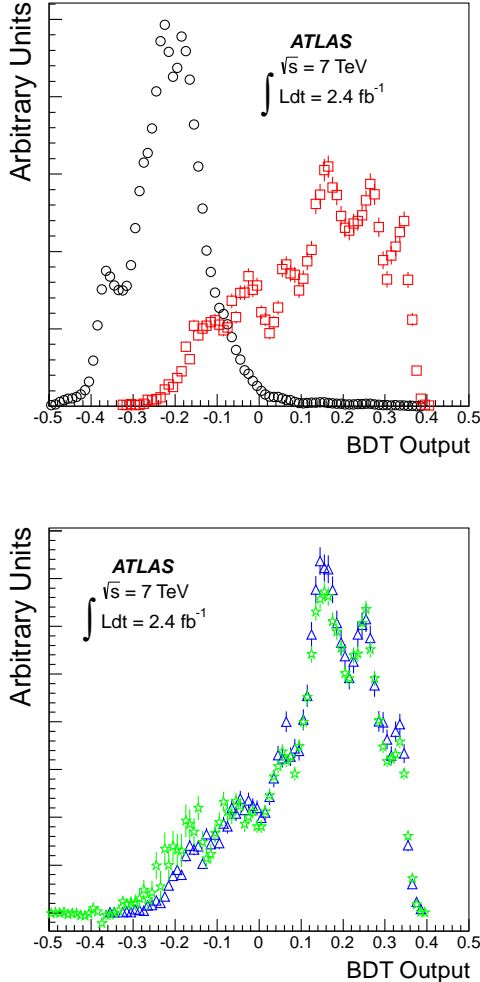 Arbitrary Units
ATLAS
√s = 7 TeV
∫ Ldt = 2.4 fb⁻¹
-0.5 -0.4 -0.3 -0.2 -0.1 0 0.1 0.2 0.3 0.4 0.5
BDT Output
Arbitrary Units
ATLAS
√s = 7 TeV
∫ Ldt = 2.4 fb⁻¹
-0.5 -0.4 -0.3 -0.2 -0.1 0 0.1 0.2 0.3 0.4 0.5
BDT Output